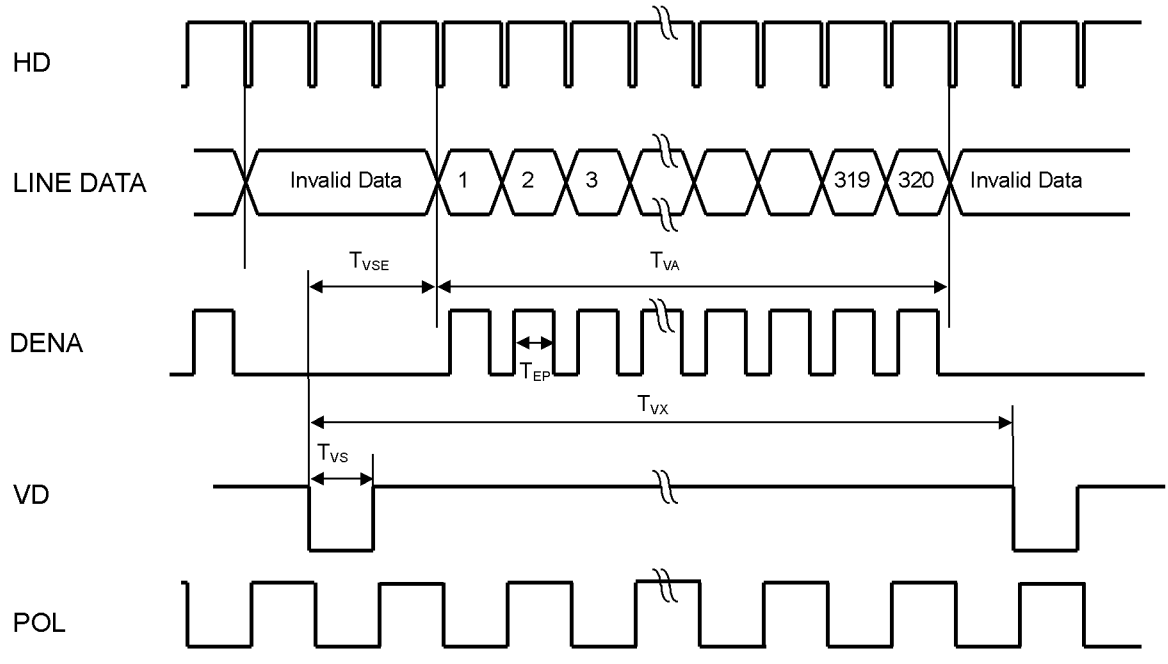 HD
LINE DATA
Invalid Data
1
2
3
319
320
Invalid Data
TVSE
TVA
DENA
TEP
TVX
TVS
VD
POL